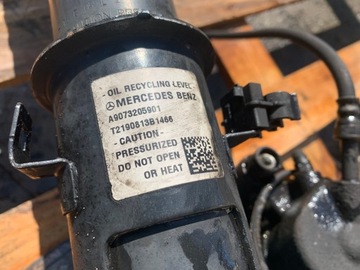 - OIL RECYCLING LEVEL -
MERCEDES BENZ
A9073205901
T2190813B1466
- CAUTION -
PRESSURIZED
DO NOT OPEN
OR HEAT